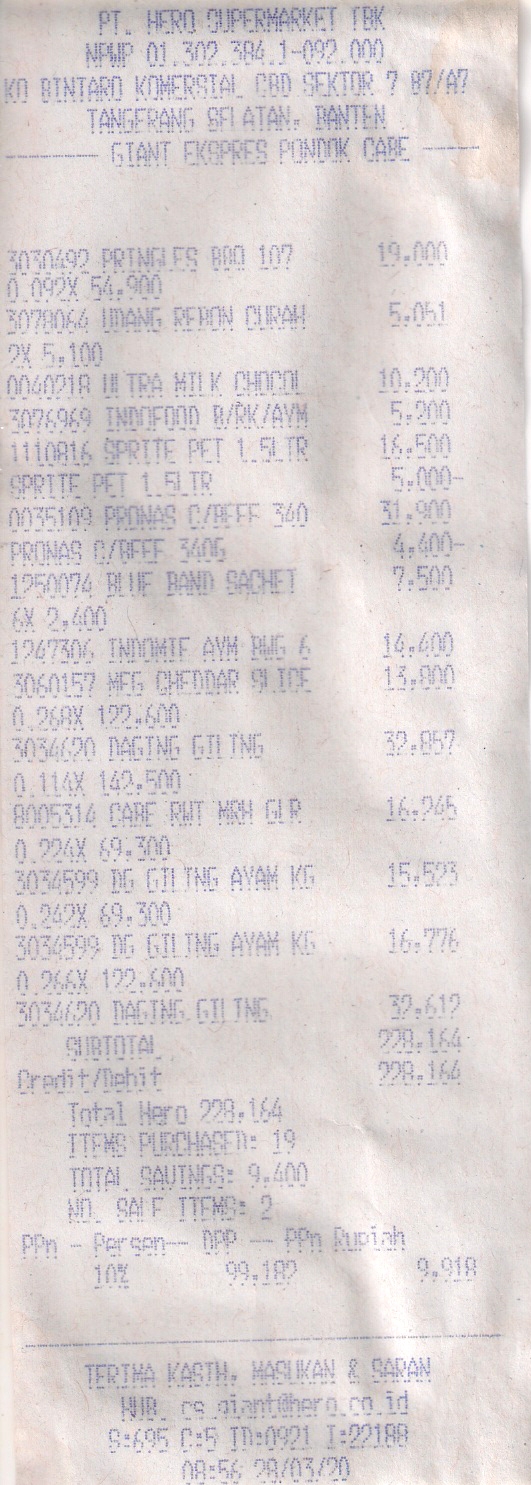 PT. HERO SUPERMARKET TBK
NPWP 01.302.384.1-092.000
KO BINTARO KOMERSIAL CBD SEKTOR 7 B7/A7
TANGERANG SELATAN. BANTEN
GIANT EKSPRES PONDOK CABE
3030492 PRINGLES BBQ 107 19.000
0.092X 54.900
3078066 UDANG REBON CURAH 5.051
2X 5.100
0040218 ULTRA MILK CHOCOL 10.200
3076969 INDOFOOD B/RK/AYM 5.200
1110816 SPRITE PET 1.5LTR 16.500
SPRITE PET 1.5LTR 5.000-
0035109 PRONAS C/BEEF 340 31.900
PRONAS C/BEEF 340G 4.400-
1250074 BLUE BAND SACHET 7.500
6X 2.400
1247306 INDOMIE AYM BWG 6 14.400
3060157 MEG CHEDDAR SLICE 13.800
0.268X 122.600
3034620 DAGING GILING 32.857
0.114X 142.500
8005314 CABE RWT MRH GLR 16.245
0.224X 69.300
3034599 DG GILING AYAM KG 15.523
0.242X 69.300
3034599 DG GILING AYAM KG 16.776
0.266X 122.600
3034620 DAGING GILING 32.612
SUBTOTAL 228.164
Credit/Debit 228.164
Total Hero 228.164
ITEMS PURCHASED: 19
TOTAL SAVINGS: 9.400
NO. SALE ITEMS: 2
PPn - Persen-- DPP -- PPn Rupiah
10% 99.182 9.918
TERIMA KASIH. MASUKAN & SARAN
HUB. cs.giant@hero.co.id
S:695 C:5 ID:0921 T:22188
08:56 28/03/20